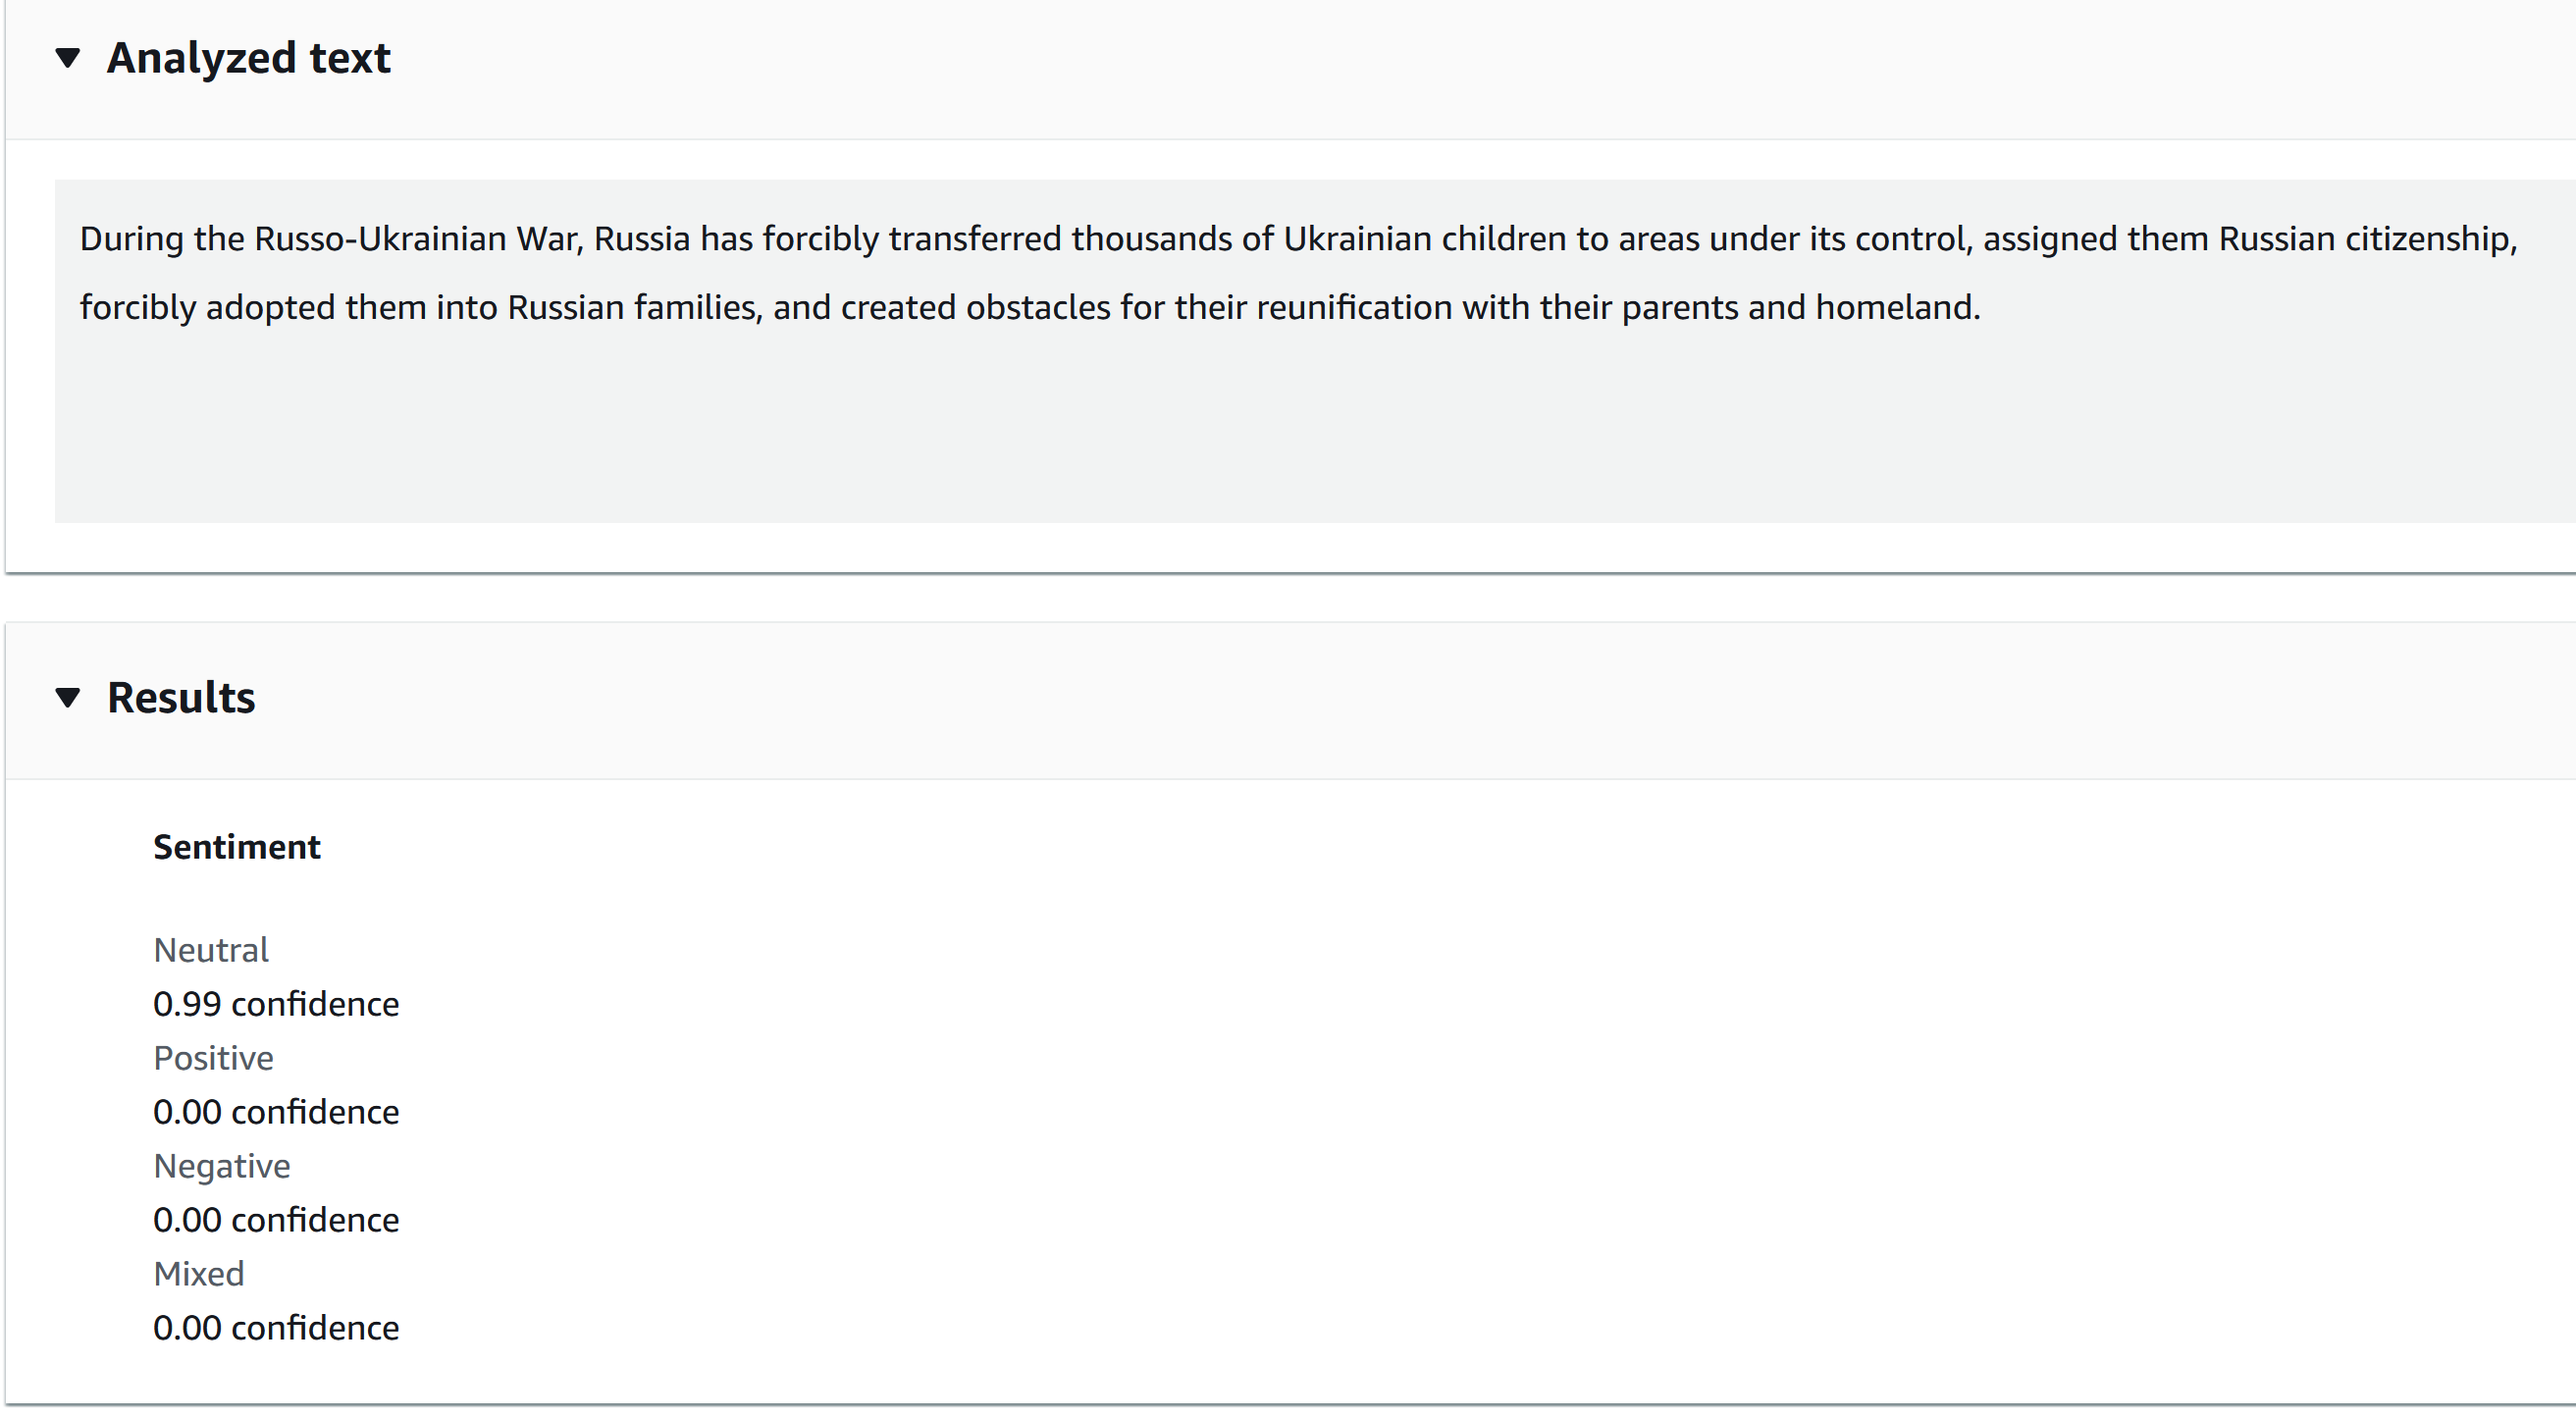 Analyzed text
During the Russo-Ukrainian War, Russia has forcibly transferred thousands of Ukrainian children to areas under its control, assigned them Russian citizenship,
forcibly adopted them into Russian families, and created obstacles for their reunification with their parents and homeland.
Results
Sentiment
Neutral
0.99 confidence
Positive
0.00 confidence
Negative
0.00 confidence
Mixed
0.00 confidence